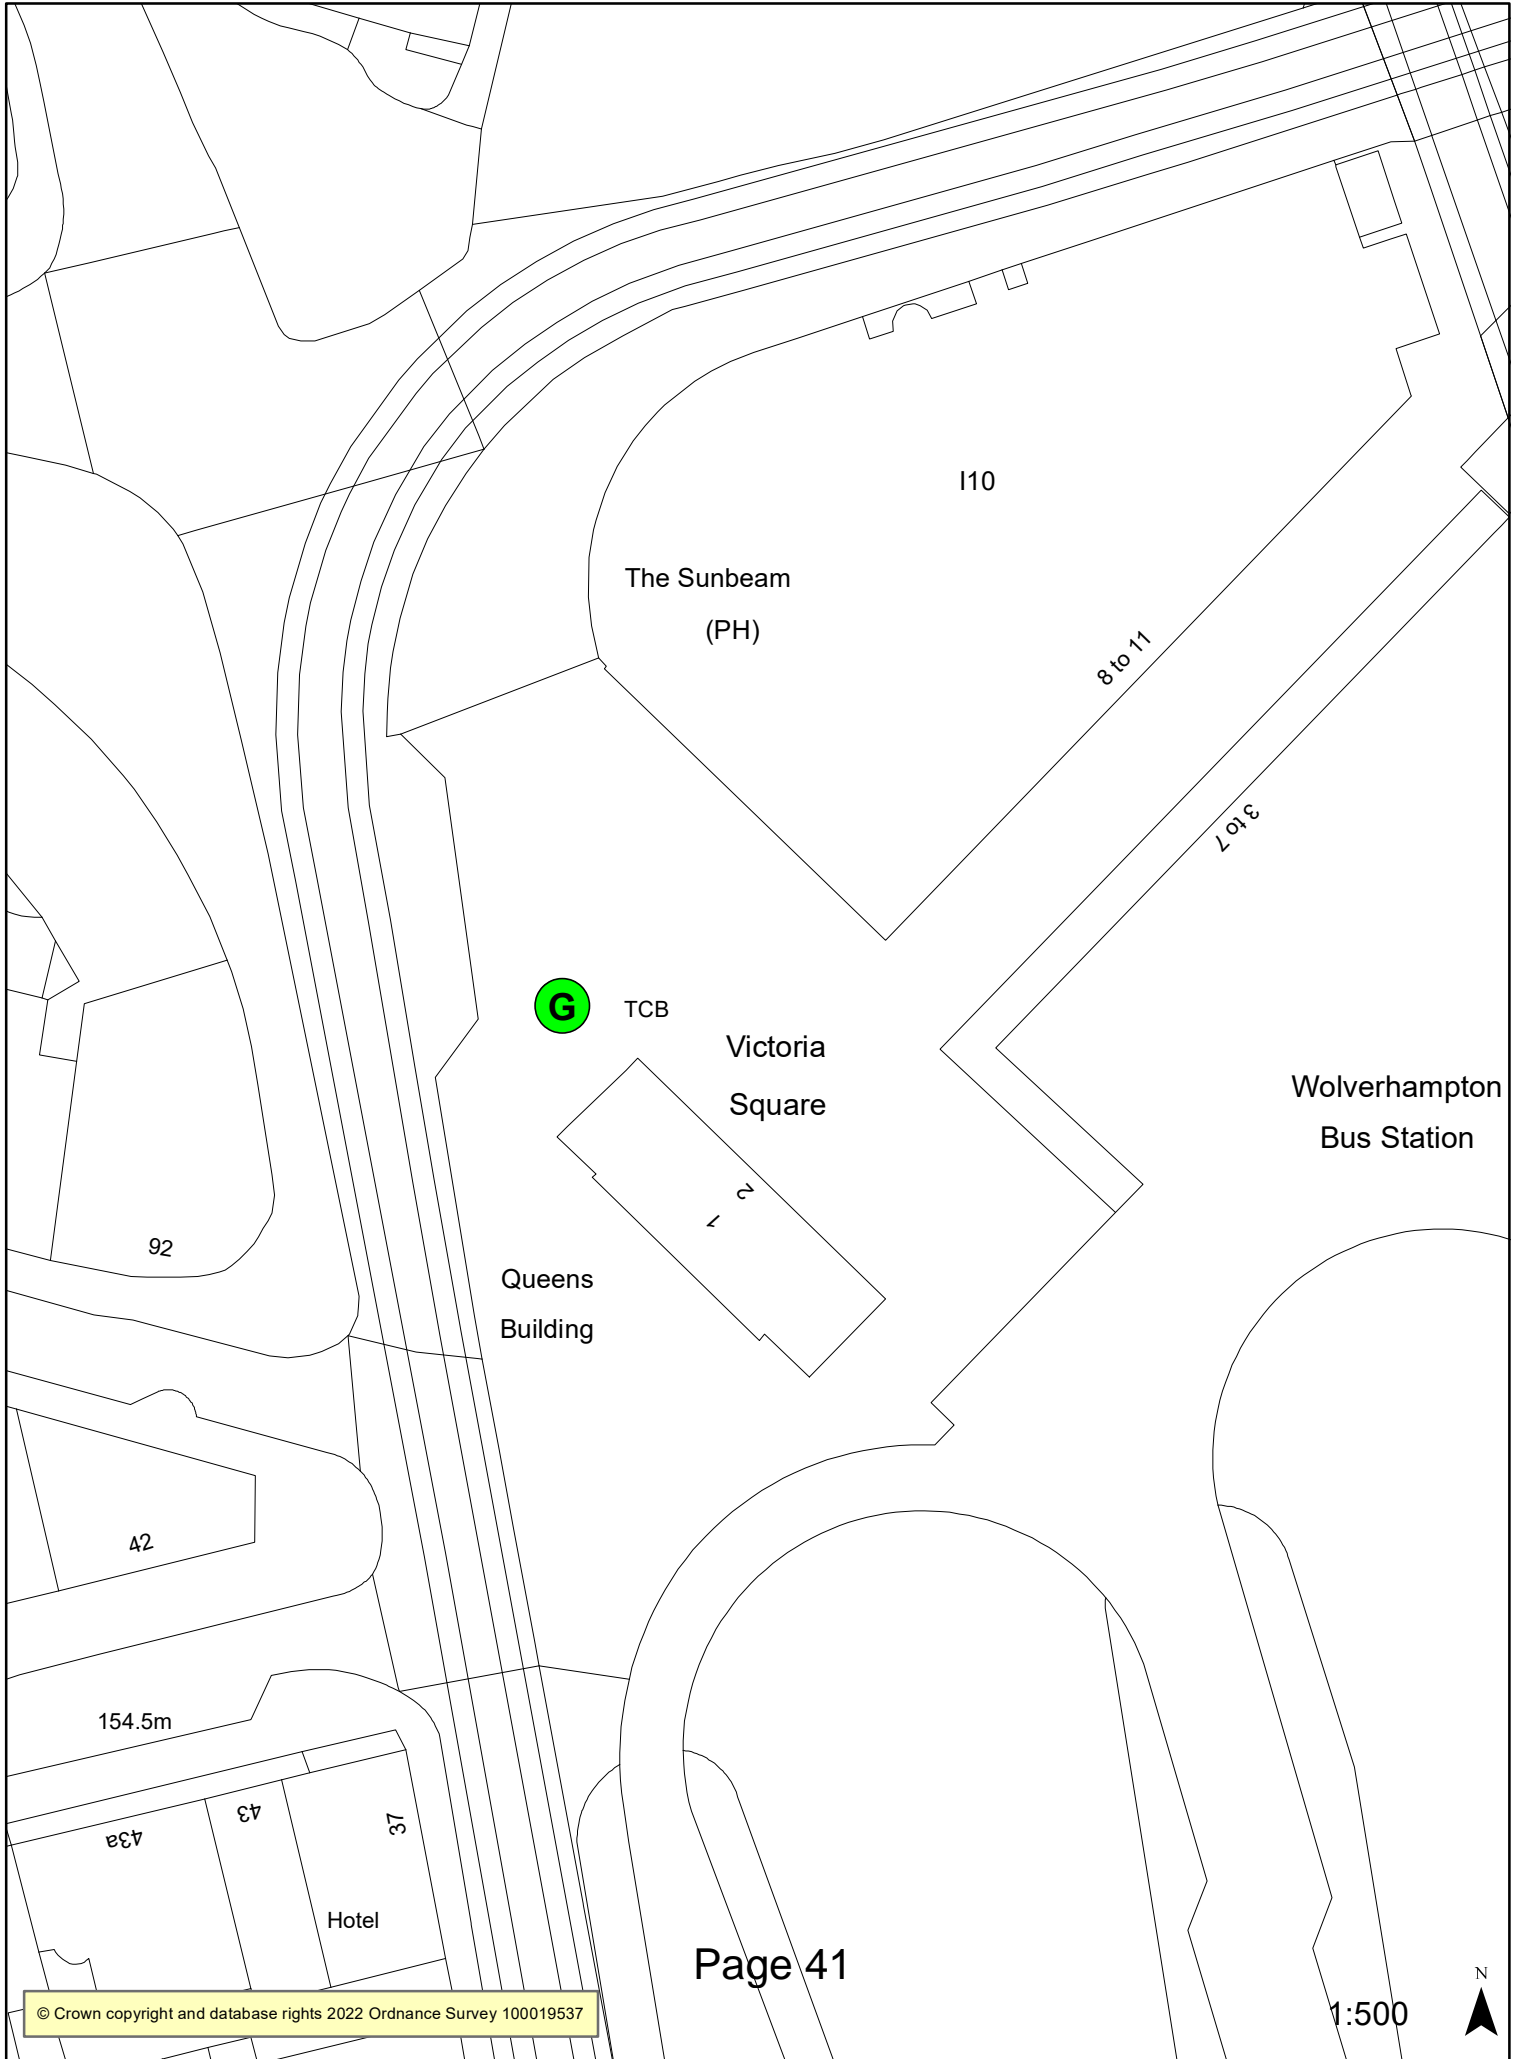 I10
The Sunbeam
(PH)
8 to 11
3 to 7
G
TCB
Victoria
Square
Wolverhampton
Bus Station
2
1
92
Queens
Building
42
154.5m
43
43a
37
Hotel
Page 41
N
1:500
© Crown copyright and database rights 2022 Ordnance Survey 100019537